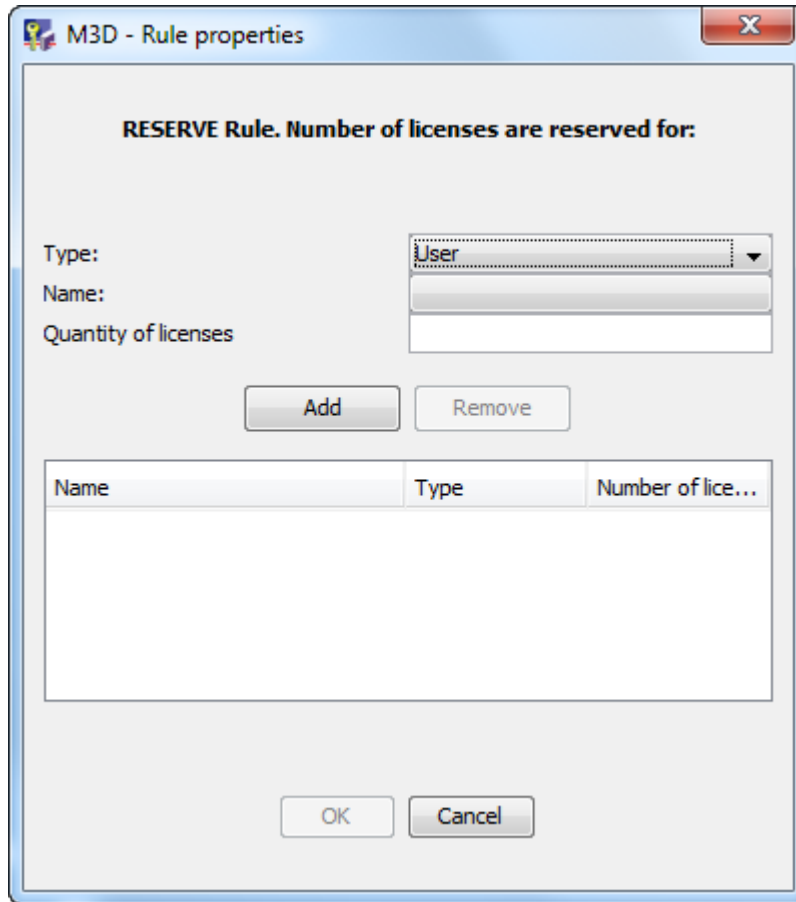 M3D - Rule properties
RESERVE Rule. Number of licenses are reserved for:
Type: User
Name:
Quantity of licenses
Add Remove
Name Type Number of lice...
OK Cancel